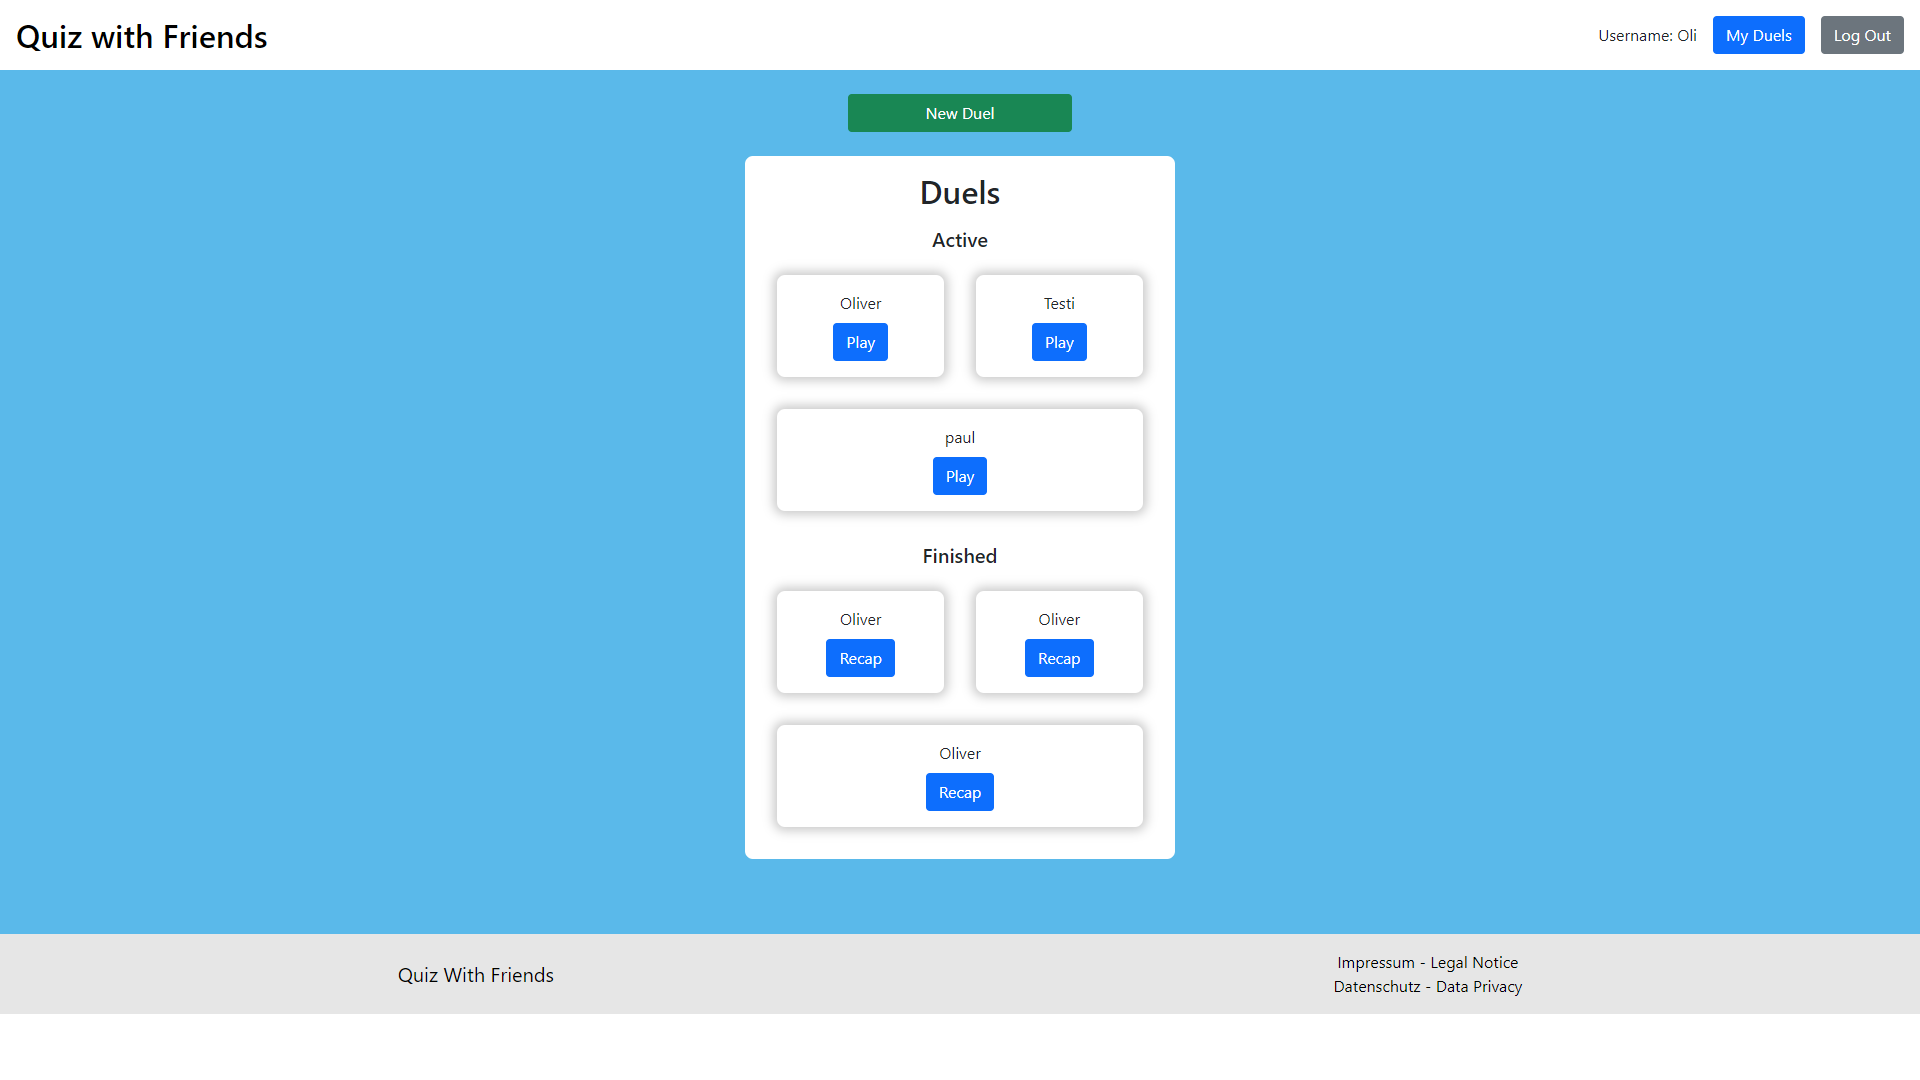 Quiz with Friends
Username: Oli
My Duels
Log Out
New Duel
Duels
Active
Oliver
Testi
Play
Play
paul
Play
Finished
Oliver
Oliver
Recap
Recap
Oliver
Recap
Quiz With Friends
Impressum - Legal Notice
Datenschutz - Data Privacy